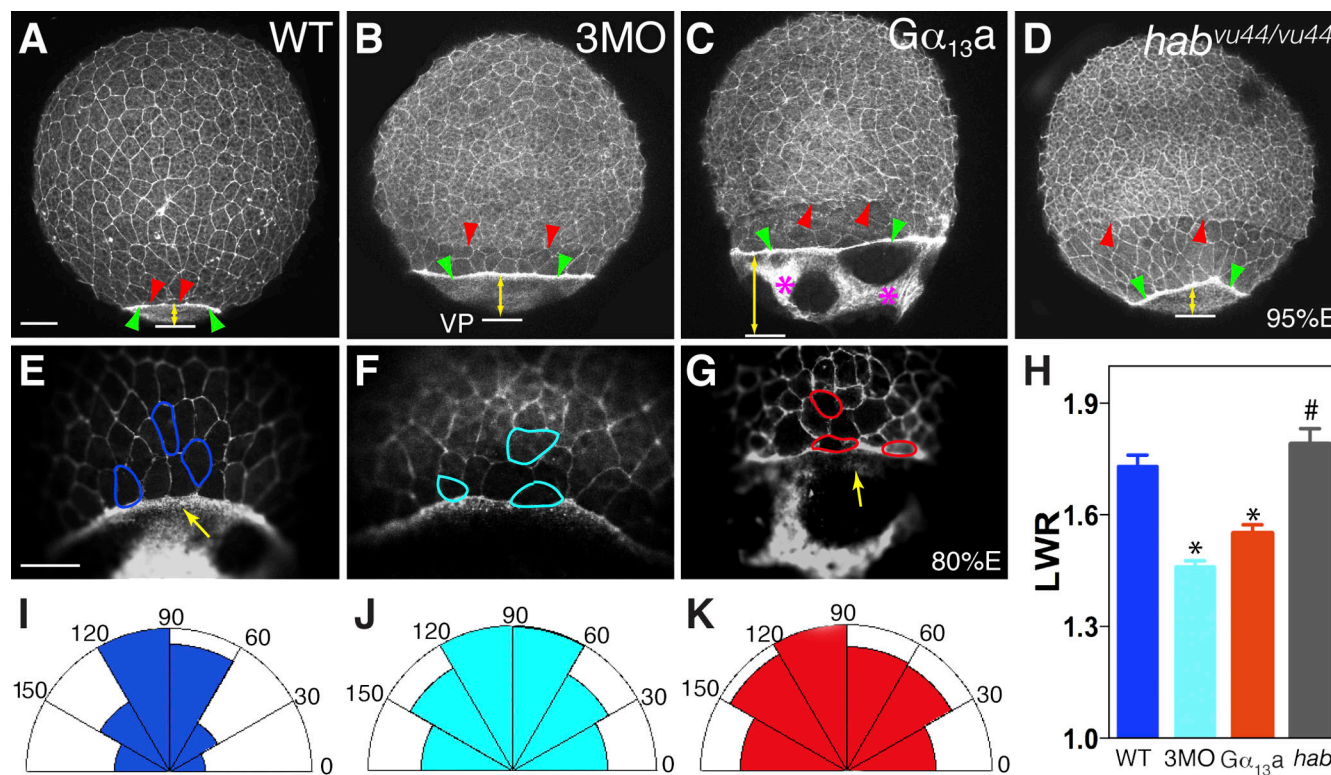 A WT
B 3MO
C Gα₁₃a
D hab^vu44/vu44
VP
95%E
E
F
G
80%E
H
1.9
1.6
1.3
1.0
LWR
#
*
*
WT 3MO Gα₁₃a hab
I
150 120 90 60 30 0
J
150 120 90 60 30 0
K
150 120 90 60 30 0